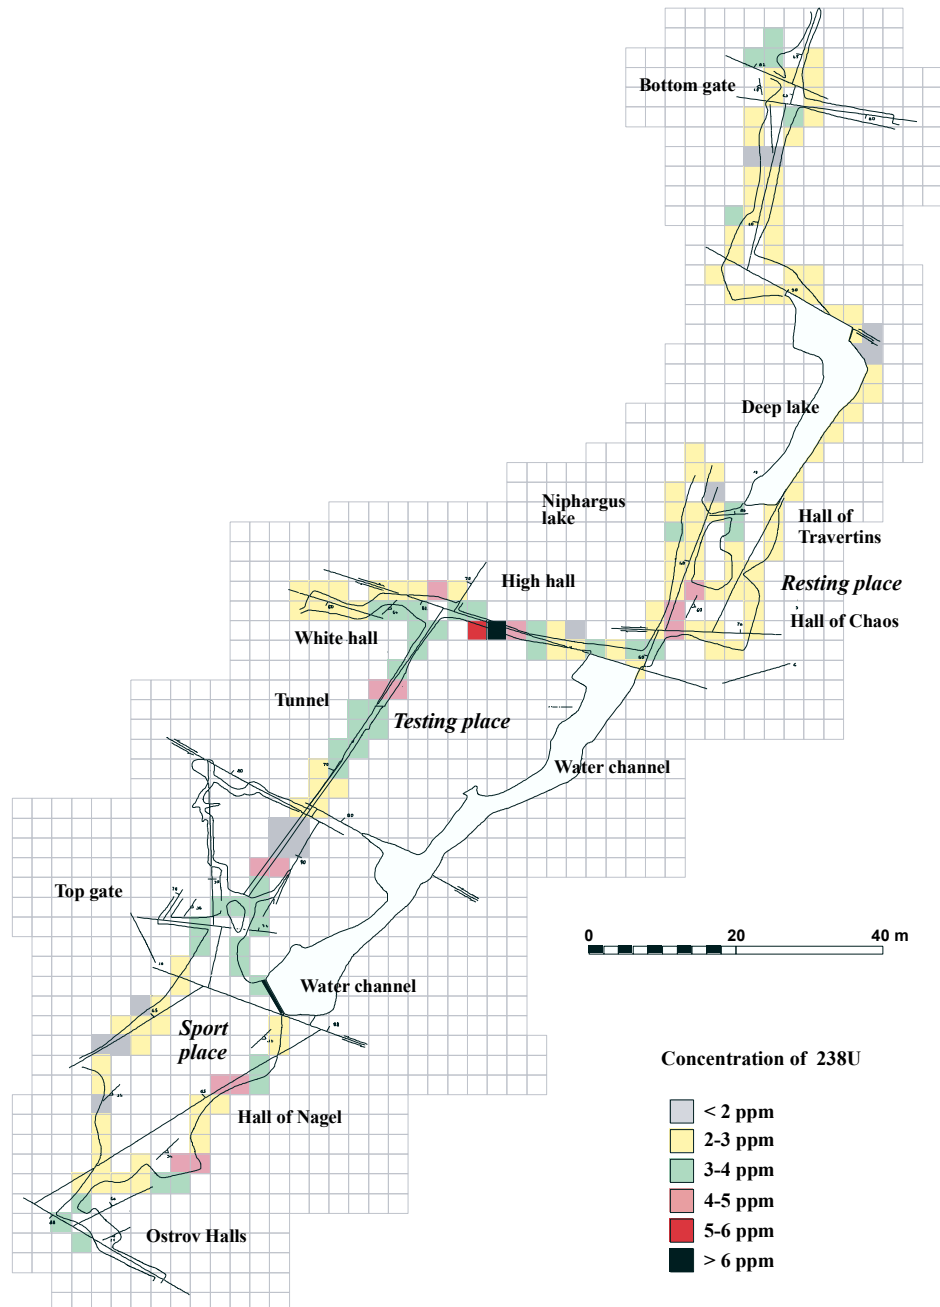 Bottom gate
Deep lake
Niphargus
lake
Hall of
Travertins
High hall
Resting place
Hall of Chaos
White hall
Tunnel
Testing place
Water channel
Top gate
0 20 40 m
Water channel
Sport
place
Concentration of 238U
Hall of Nagel
< 2 ppm
2-3 ppm
3-4 ppm
4-5 ppm
5-6 ppm
> 6 ppm
Ostrov Halls